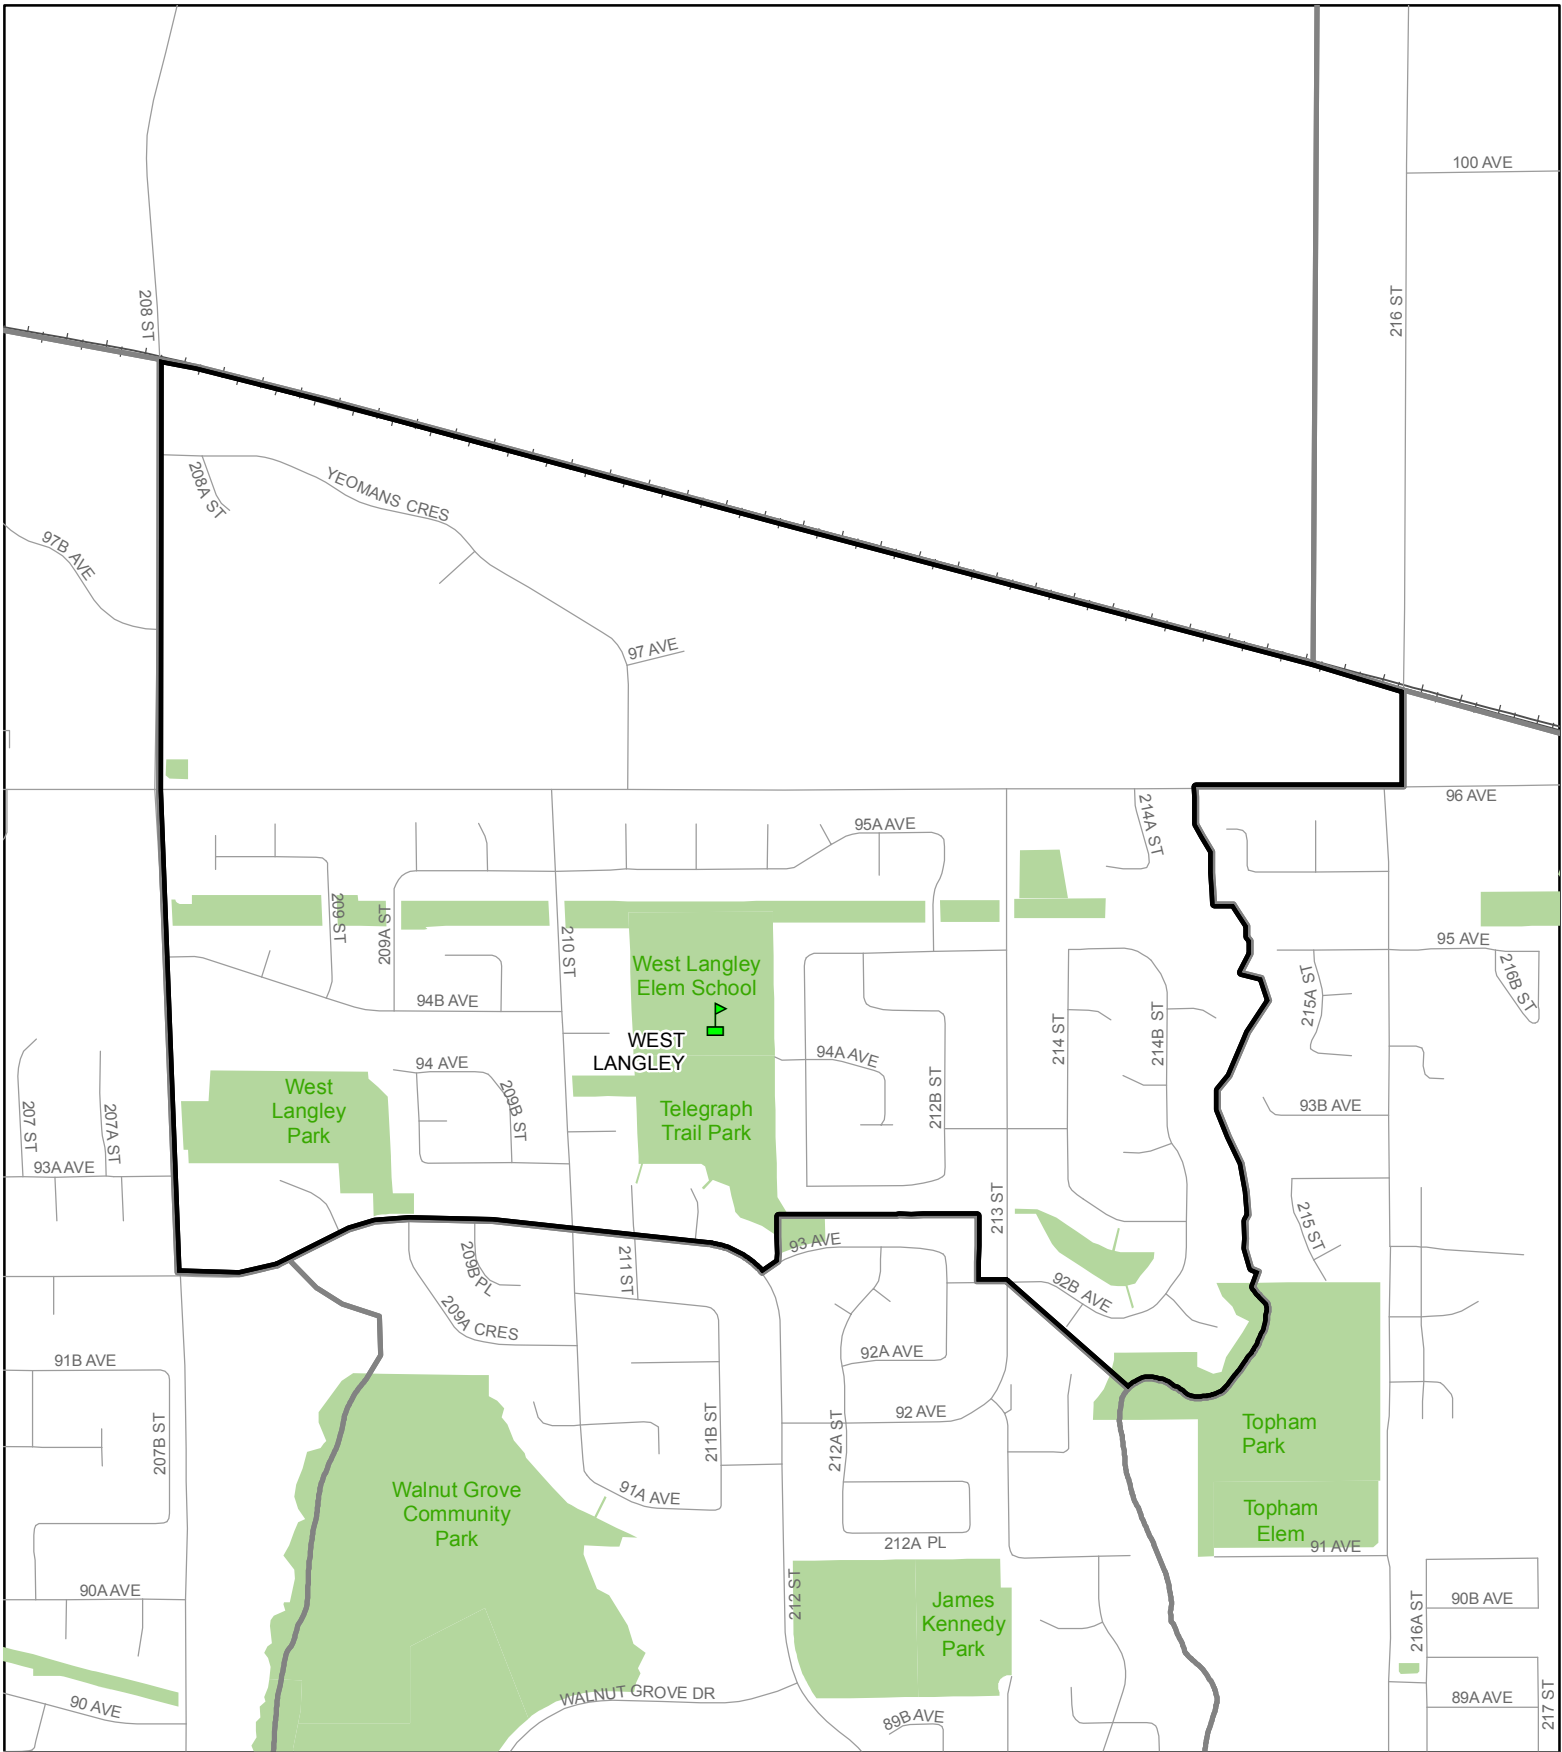 100 AVE
208 ST
216 ST
208A ST
YEOMANS CRES
97B AVE
97 AVE
96 AVE
214A ST
95A AVE
209 ST
209A ST
210 ST
95 AVE
216B ST
West Langley
Elem School
215A ST
94B AVE
214 ST
214B ST
WEST
LANGLEY
94A AVE
94 AVE
209B ST
212B ST
West
Langley
Park
Telegraph
Trail Park
93B AVE
207 ST
207A ST
93A AVE
213 ST
215 ST
93 AVE
211 ST
209B PL
92B AVE
209A CRES
92A AVE
91B AVE
92 AVE
207B ST
211B ST
212A ST
Topham
Park
Walnut Grove
Community
Park
91A AVE
Topham
Elem
91 AVE
212A PL
90A AVE
212 ST
James
Kennedy
Park
90B AVE
216A ST
90 AVE
WALNUT GROVE DR
89B AVE
89A AVE
217 ST